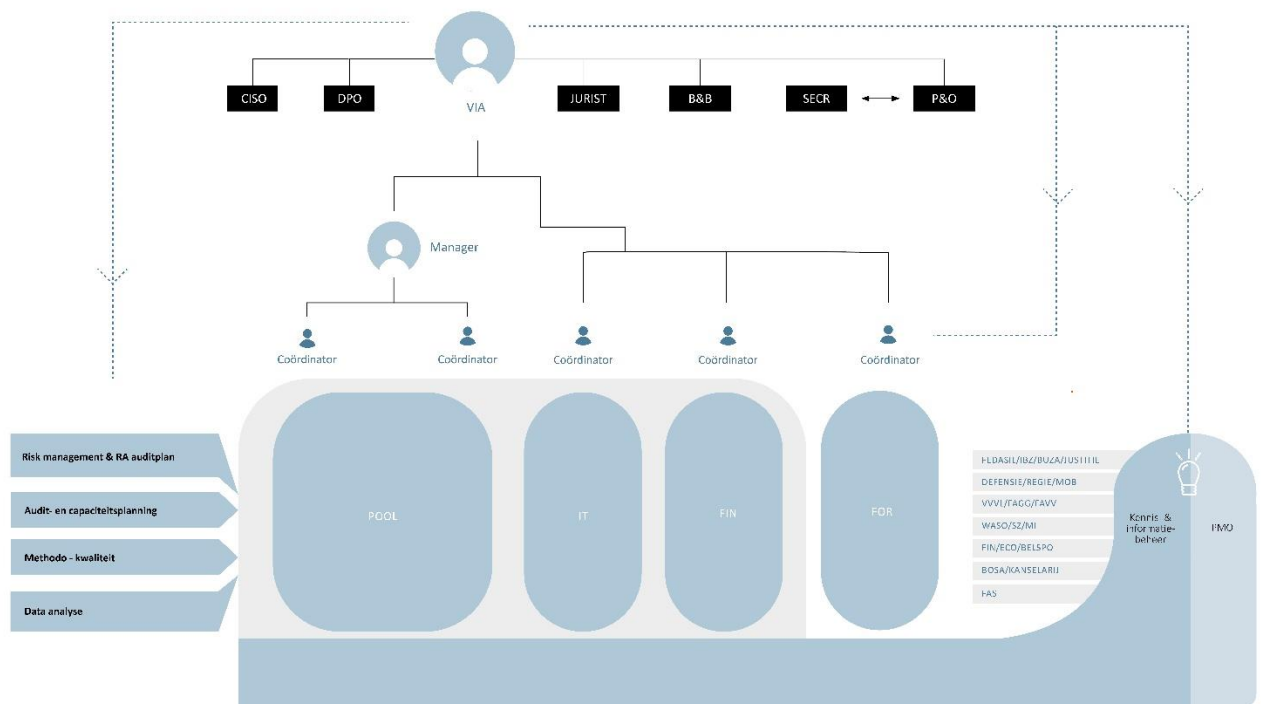 CISO
DPO
VIA
JURIST
B&B
SECR
P&O
Manager
Coördinator
Coördinator
Coördinator
Coördinator
Coördinator
Risk management & RA auditplan
Audit- en capaciteitsplanning
Methodo - kwaliteit
Data analyse
POOL
IT
FIN
FOR
FEDASIL/IBZ/BUZA/JUSTITIE
DEFENSIE/REGIE/MOB
VVVL/FAGG/FAVV
WASO/SZ/MI
FIN/ECO/BELSPO
BOSA/KANSELARIJ
FAS
Kennis- &
informatie-
beheer
PMO